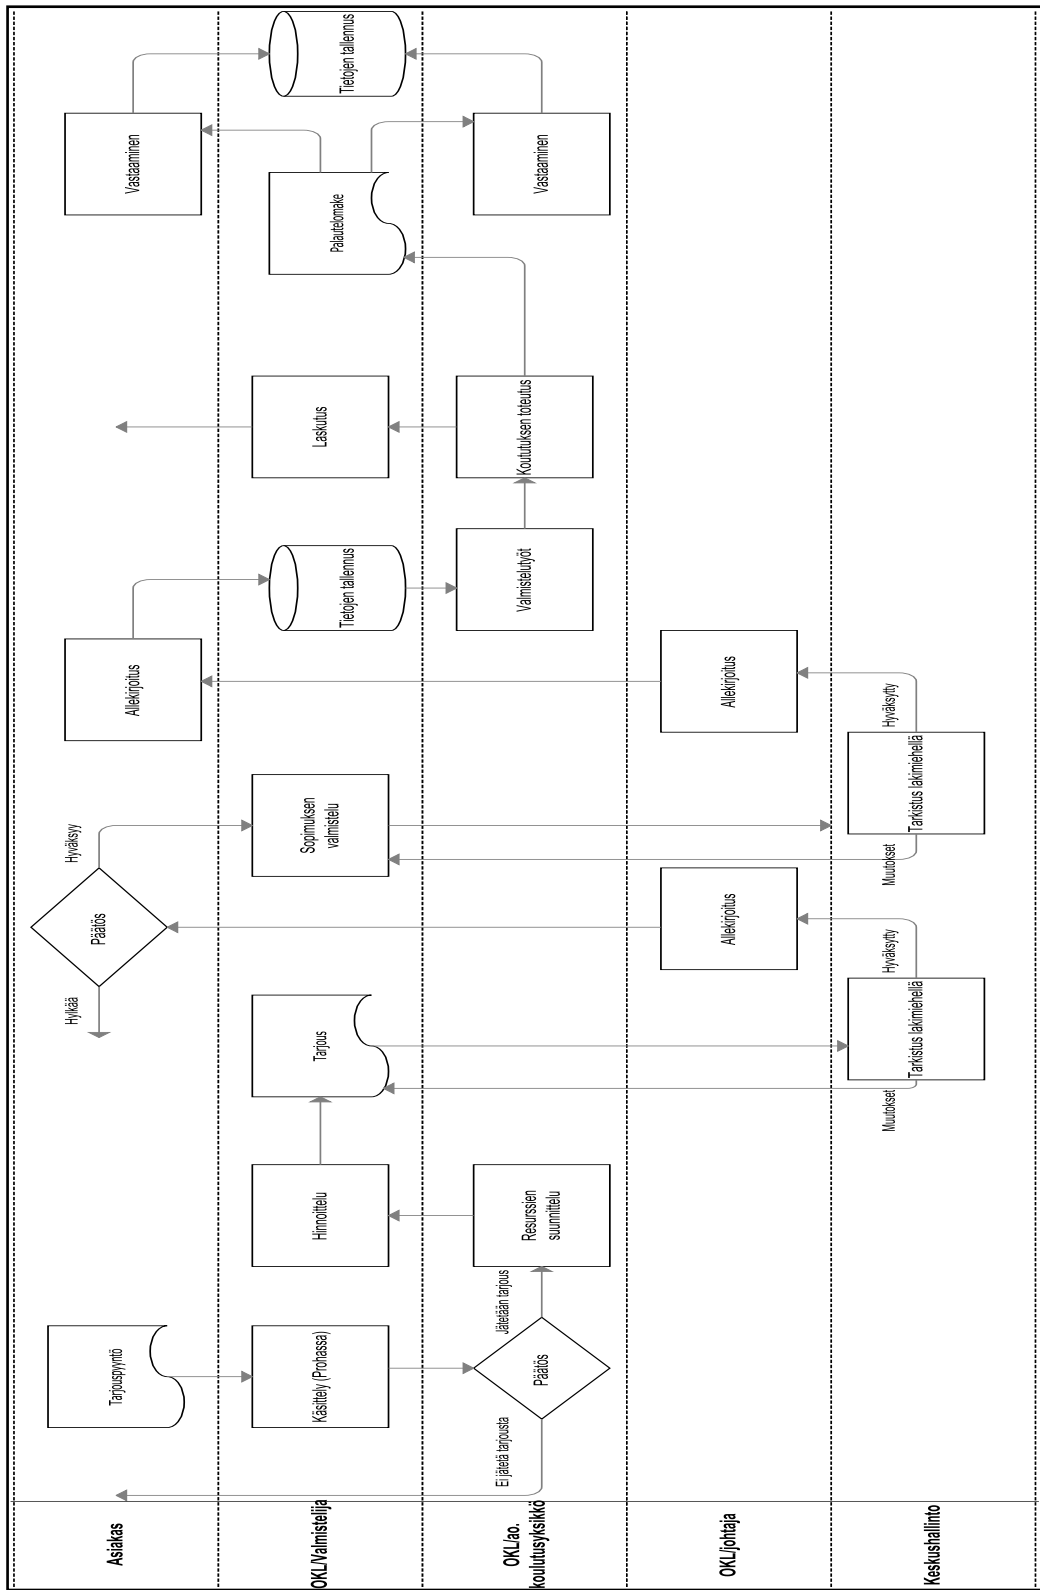 Asiakas
OKL/Valmistelija
OKL/ao.
koulutusyksikkö
OKL/johtaja
Keskushallinto
Tarjouspyyntö
Käsittely (Prohassa)
Ei jätetä tarjousta
Päätös
Jätetään tarjous
Resurssien
suunnittelu
Hinnoittelu
Tarjous
Muutokset
Tarkistus lakimiehellä
Hyväksytty
Allekirjoitus
Hylkää
Päätös
Hyväksyy
Sopimuksen
valmistelu
Muutokset
Tarkistus lakimiehellä
Hyväksytty
Allekirjoitus
Allekirjoitus
Tietojen tallennus
Valmistelutyöt
Koututuksen toteutus
Laskutus
Palautelomake
Vastaaminen
Vastaaminen
Tietojen tallennus